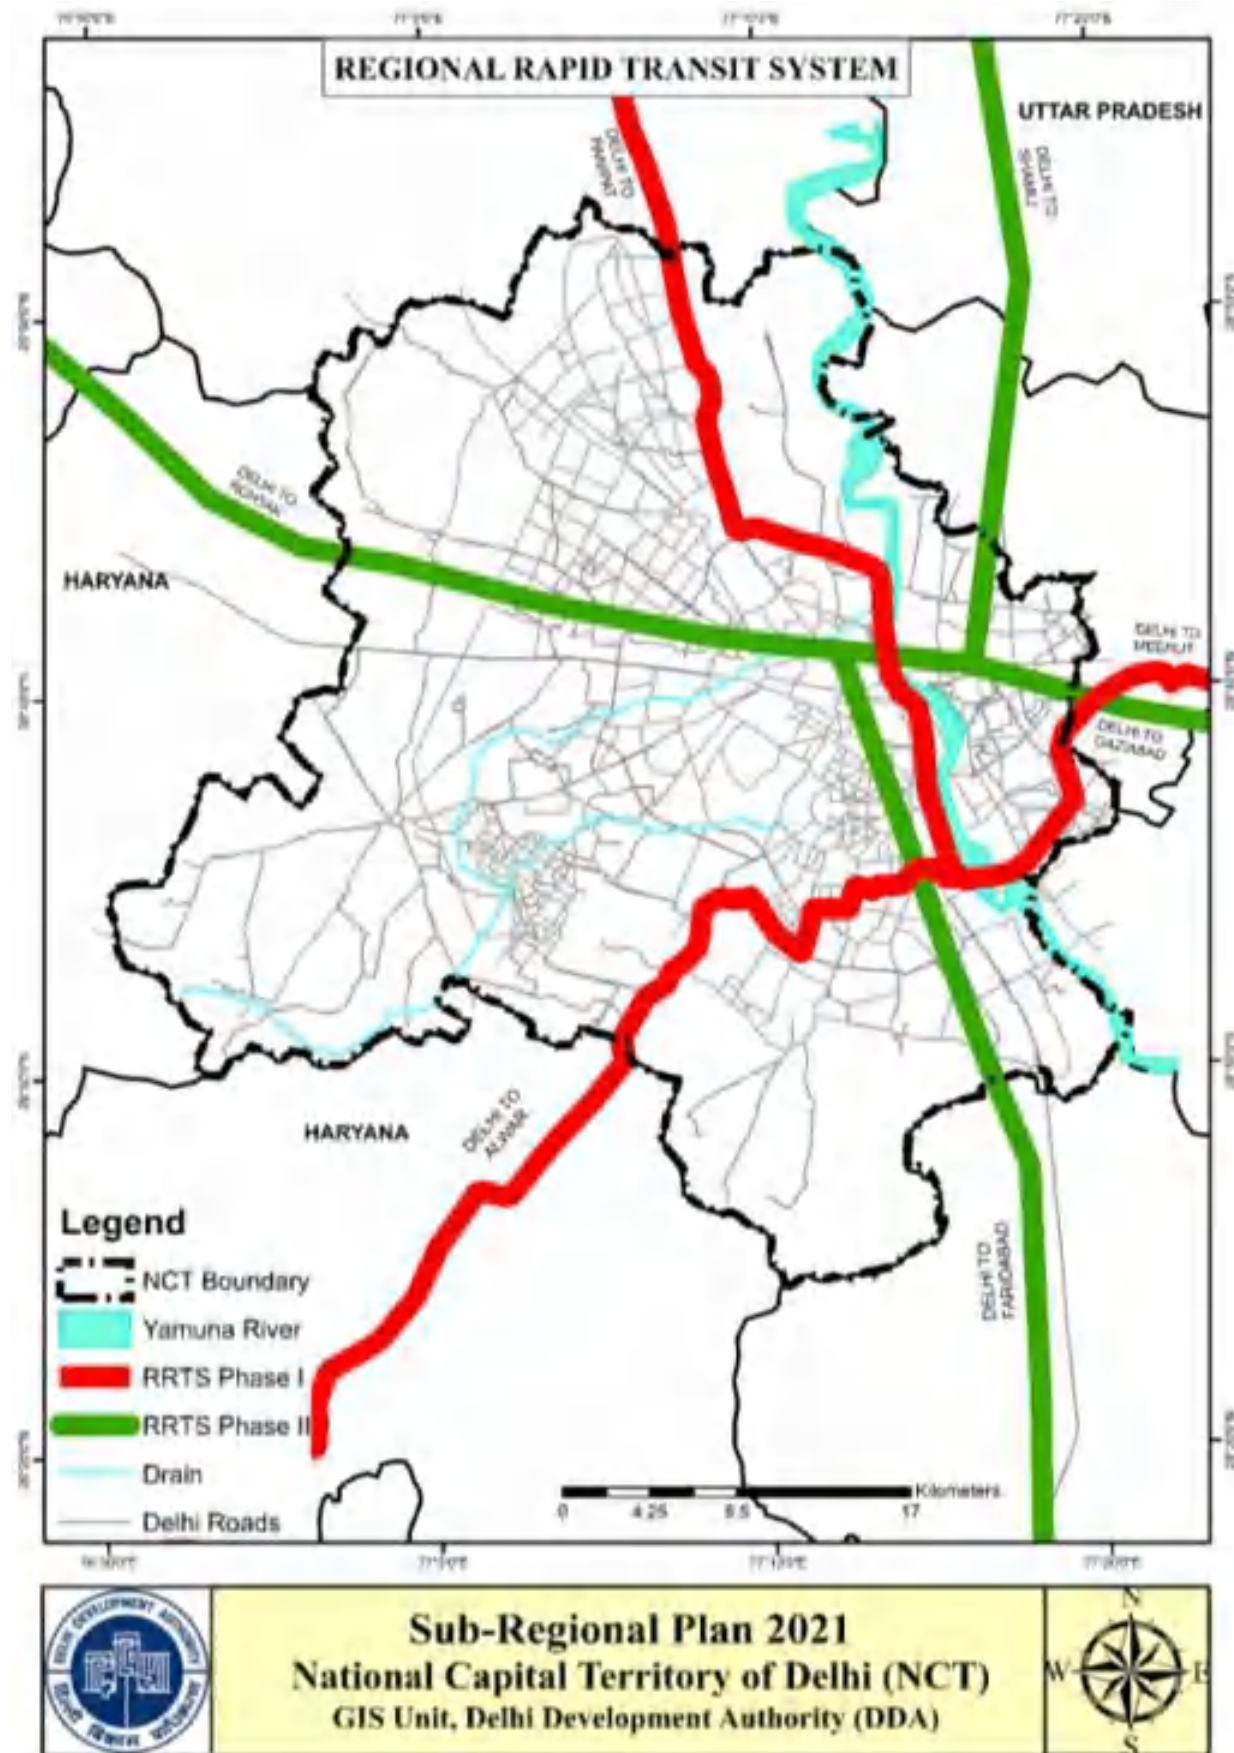 REGIONAL RAPID TRANSIT SYSTEM
UTTAR PRADESH
DELHI TO
PANIPAT
DELHI TO
SHAMLI
DELHI TO
ROHTAK
HARYANA
DELHI TO
MEERUT
DELHI TO
GAZIABAD
DELHI TO
ALWAR
HARYANA
DELHI TO
FARIDABAD
Legend
NCT Boundary
Yamuna River
RRTS Phase I
RRTS Phase II
Drain
Delhi Roads
Kilometers
0 4.25 8.5 17
DELHI DEVELOPMENT AUTHORITY
Sub-Regional Plan 2021
National Capital Territory of Delhi (NCT)
GIS Unit, Delhi Development Authority (DDA)
N
W E
S